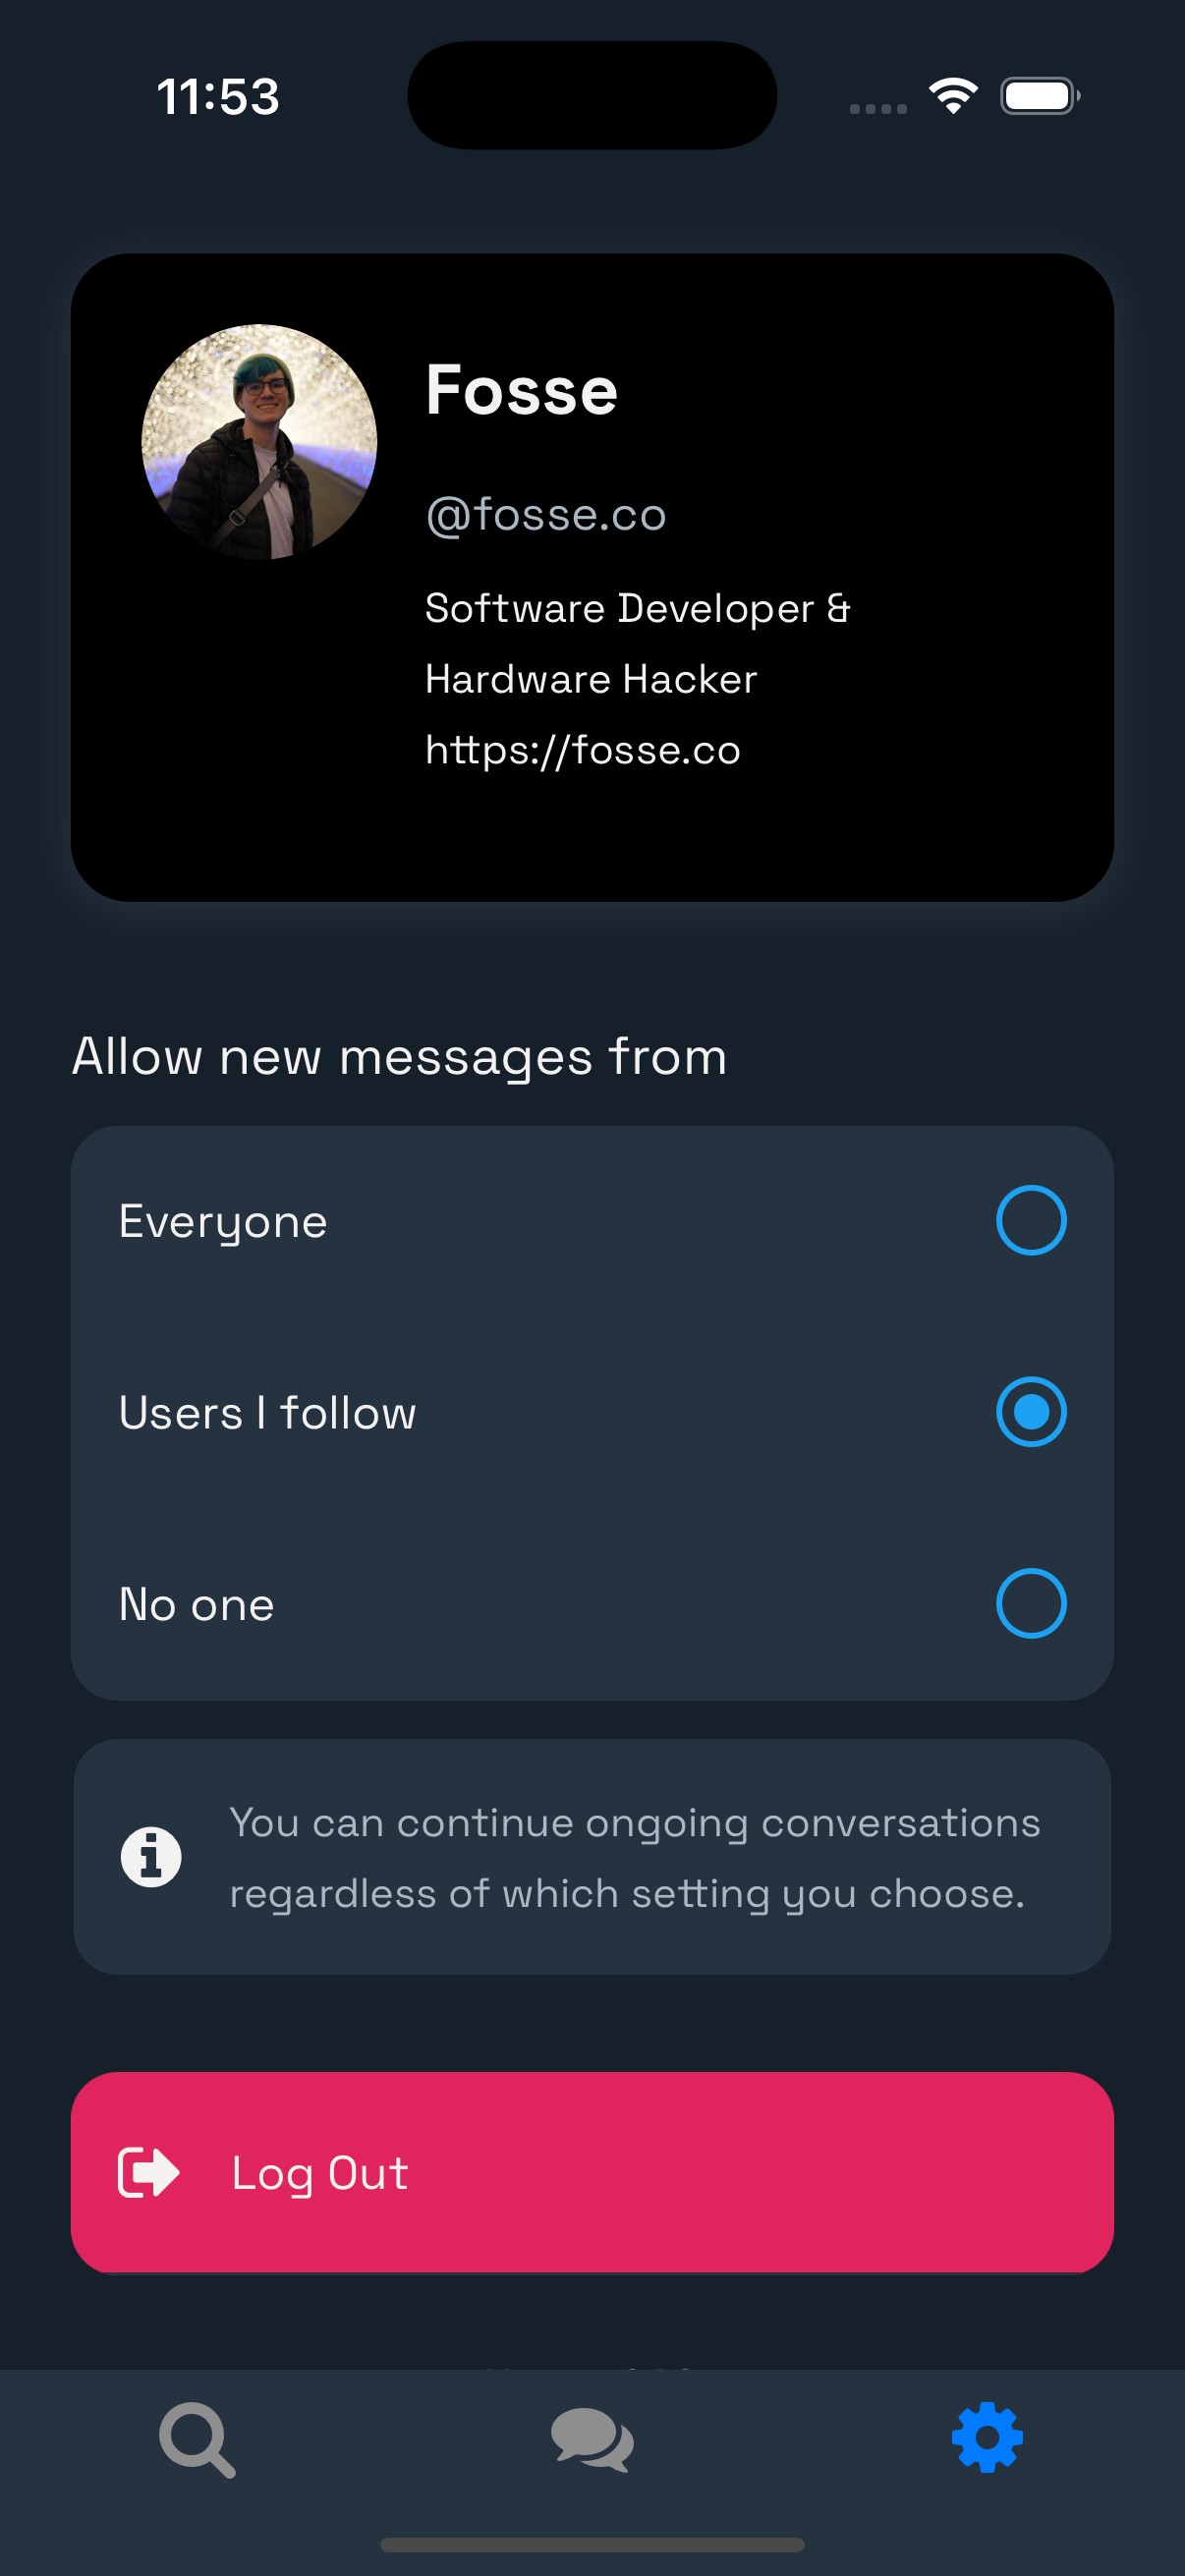 11:53
Fosse
@fosse.co
Software Developer &
Hardware Hacker
https://fosse.co
Allow new messages from
Everyone
Users I follow
No one
You can continue ongoing conversations
regardless of which setting you choose.
Log Out